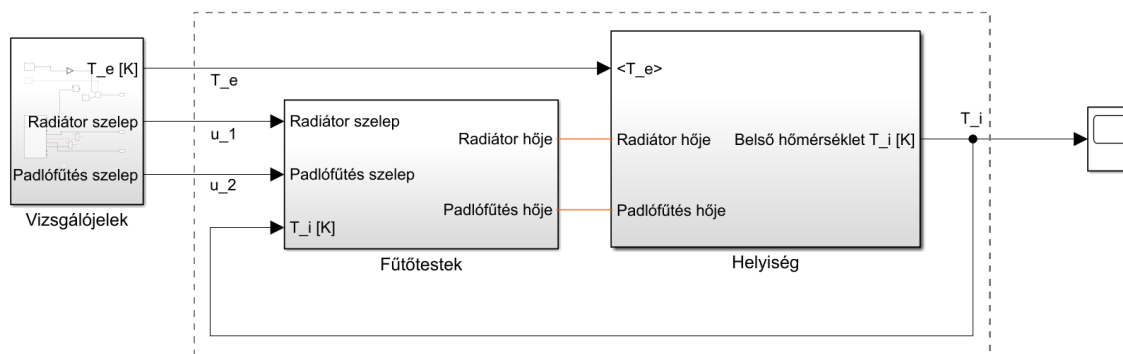 T_e [K]
Radiátor szelep
Padlófűtés szelep
Vizsgálójelek
T_e
u_1
u_2
Radiátor szelep
Padlófűtés szelep
T_i [K]
Radiátor hője
Padlófűtés hője
Fűtőtestek
<T_e>
Radiátor hője
Padlófűtés hője
Belső hőmérséklet T_i [K]
Helyiség
T_i